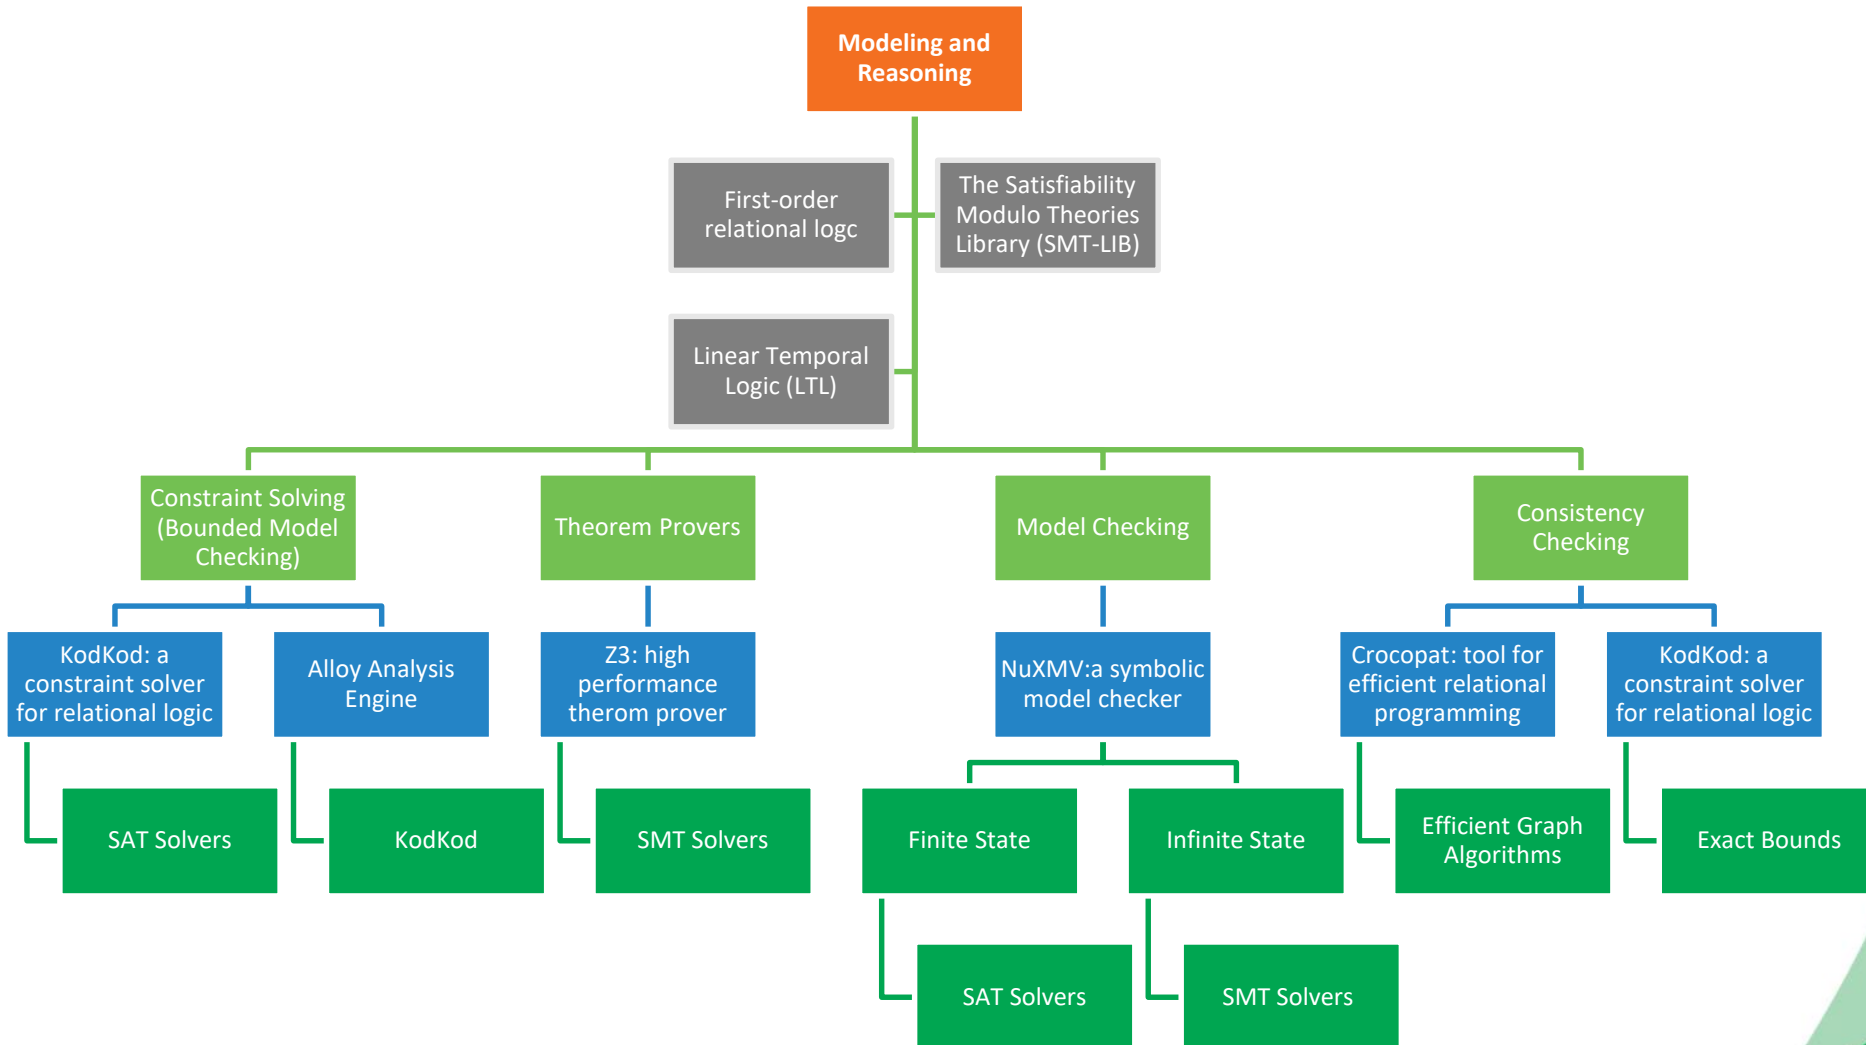 Modeling and
Reasoning
First-order
relational logc
The Satisfiability
Modulo Theories
Library (SMT-LIB)
Linear Temporal
Logic (LTL)
Constraint Solving
(Bounded Model
Checking)
Theorem Provers
Model Checking
Consistency
Checking
KodKod: a
constraint solver
for relational logic
Alloy Analysis
Engine
Z3: high
performance
therom prover
NuXMV:a symbolic
model checker
Crocopat: tool for
efficient relational
programming
KodKod: a
constraint solver
for relational logic
SAT Solvers
KodKod
SMT Solvers
Finite State
Infinite State
Efficient Graph
Algorithms
Exact Bounds
SAT Solvers
SMT Solvers